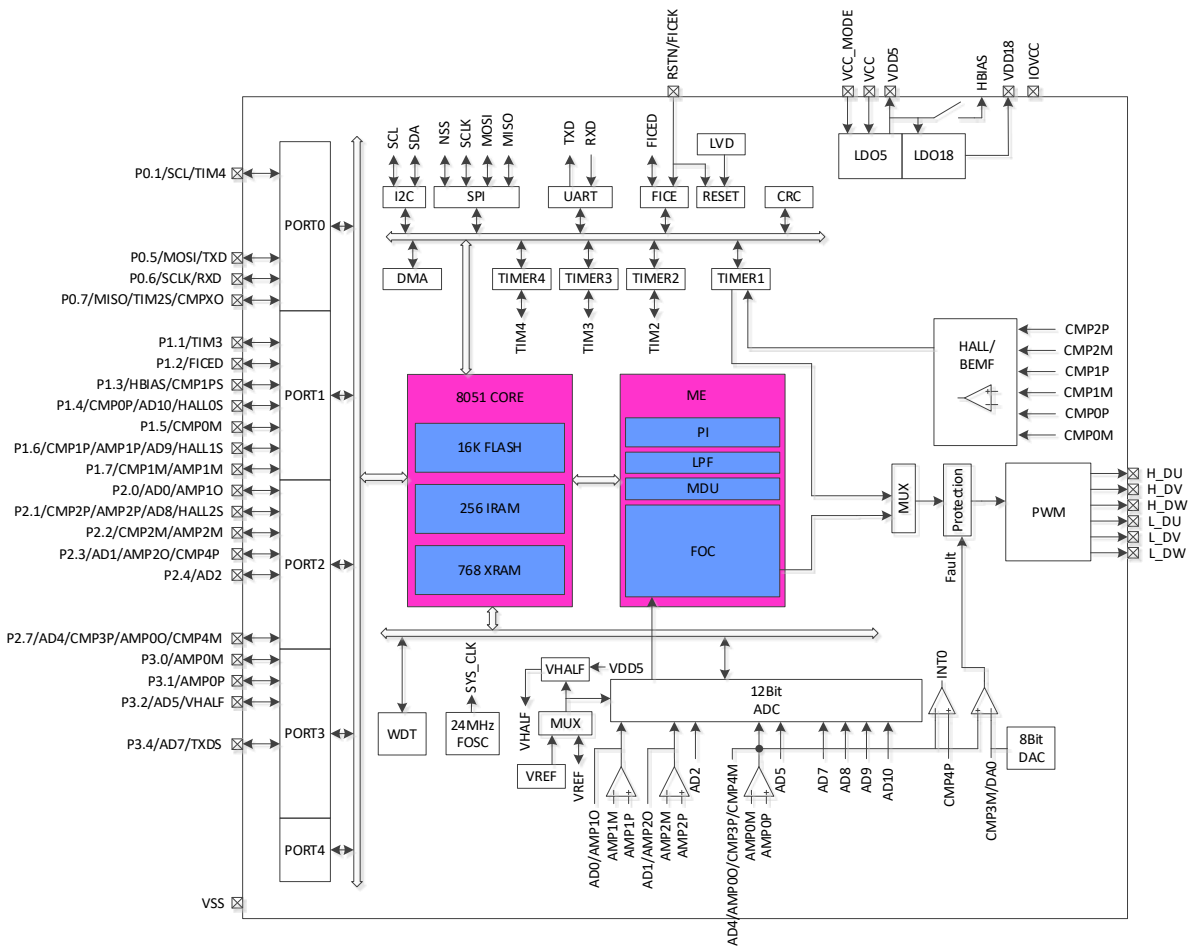 RSTN/FICEK
VCC_MODE
VCC
VDD5
HBIAS
VDD18
IOVCC
SCL
SDA
NSS
SCLK
MOSI
MISO
TXD
RXD
FICED
LVD
LDO5
LDO18
P0.1/SCL/TIM4
I2C
SPI
UART
FICE
RESET
CRC
PORT0
P0.5/MOSI/TXD
P0.6/SCLK/RXD
P0.7/MISO/TIM2S/CMPXO
DMA
TIMER4
TIMER3
TIMER2
TIMER1
TIM4
TIM3
TIM2
P1.1/TIM3
P1.2/FICED
P1.3/HBIAS/CMP1PS
P1.4/CMP0P/AD10/HALL0S
P1.5/CMP0M
P1.6/CMP1P/AMP1P/AD9/HALL1S
P1.7/CMP1M/AMP1M
PORT1
HALL/
BEMF
CMP2P
CMP2M
CMP1P
CMP1M
CMP0P
CMP0M
8051 CORE
16K FLASH
256 IRAM
768 XRAM
ME
PI
LPF
MDU
FOC
MUX
Protection
Fault
PWM
H_DU
H_DV
H_DW
L_DU
L_DV
L_DW
P2.0/AD0/AMP1O
P2.1/CMP2P/AMP2P/AD8/HALL2S
P2.2/CMP2M/AMP2M
P2.3/AD1/AMP2O/CMP4P
P2.4/AD2
PORT2
P2.7/AD4/CMP3P/AMP0O/CMP4M
P3.0/AMP0M
P3.1/AMP0P
P3.2/AD5/VHALF
P3.4/AD7/TXDS
PORT3
PORT4
VSS
WDT
SYS_CLK
24MHz
FOSC
VHALF
VDD5
VHALF
MUX
VREF
VREF
12Bit
ADC
INT0
8Bit
DAC
AD0/AMP1O
AMP1M
AMP1P
AD1/AMP2O
AMP2M
AMP2P
AD2
AD4/AMP0O/CMP3P/CMP4M
AMP0M
AMP0P
AD5
AD7
AD8
AD9
AD10
CMP4P
CMP3M/DA0